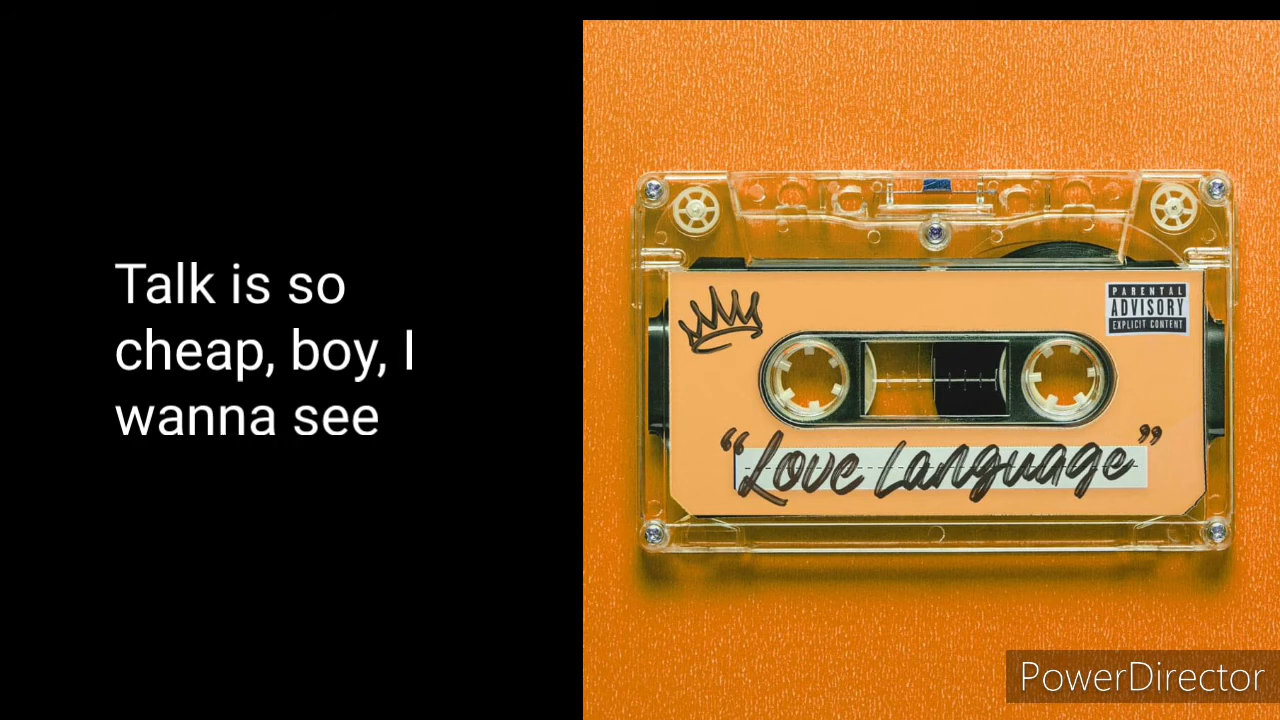 Talk is so
cheap, boy, I
wanna see
PARENTAL
ADVISORY
EXPLICIT CONTENT
“Love Language”
PowerDirector